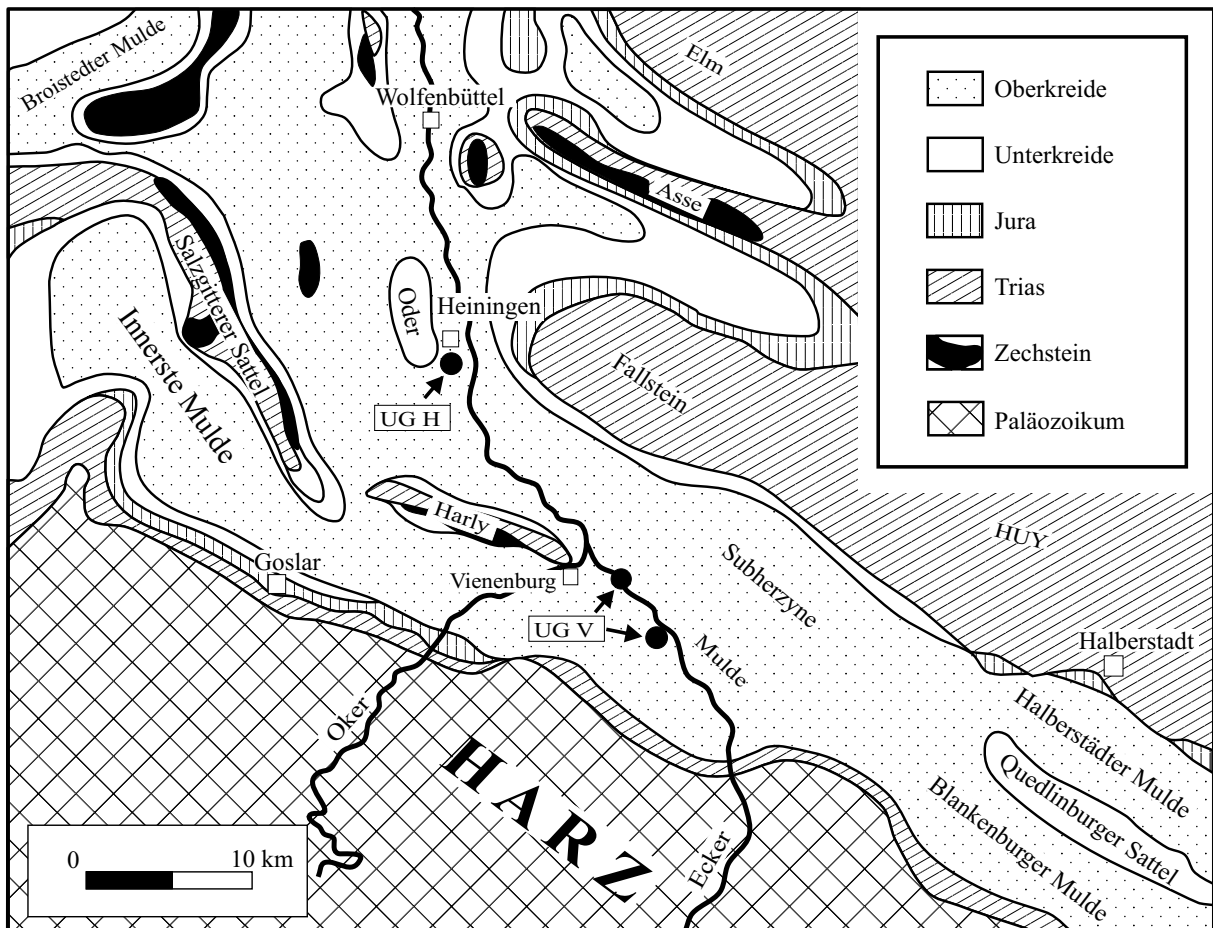 Broistedter Mulde
Elm
Wolfenbüttel
Asse
Salzgitterer Sattel
Innerste Mulde
Oder
Heiningen
UG H
Fallstein
Harly
Goslar
Vienenburg
UG V
Subherzyne
Mulde
HUY
Halberstadt
Halberstädter Mulde
Quedlinburger Sattel
Blankenburger Mulde
Oker
HARZ
Ecker
0 10 km
Oberkreide
Unterkreide
Jura
Trias
Zechstein
Paläozoikum